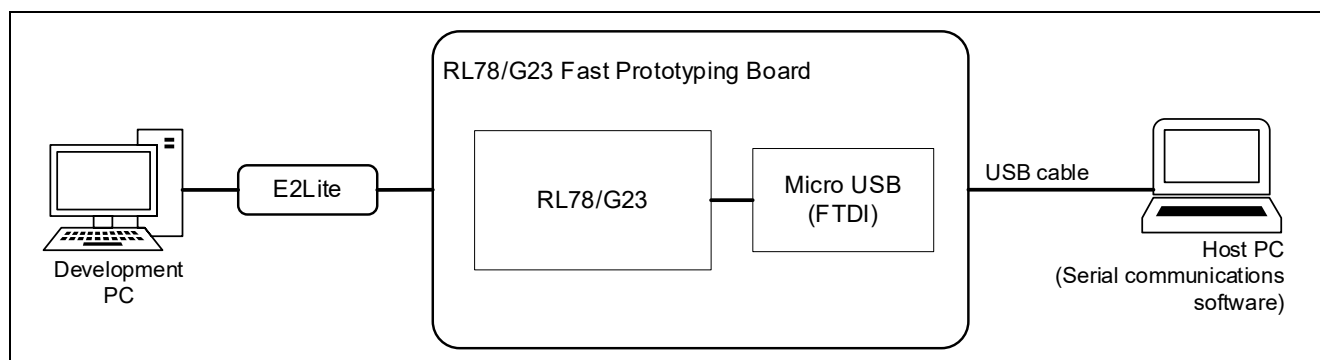 RL78/G23 Fast Prototyping Board
Development
PC
E2Lite
RL78/G23
Micro USB
(FTDI)
USB cable
Host PC
(Serial communications
software)